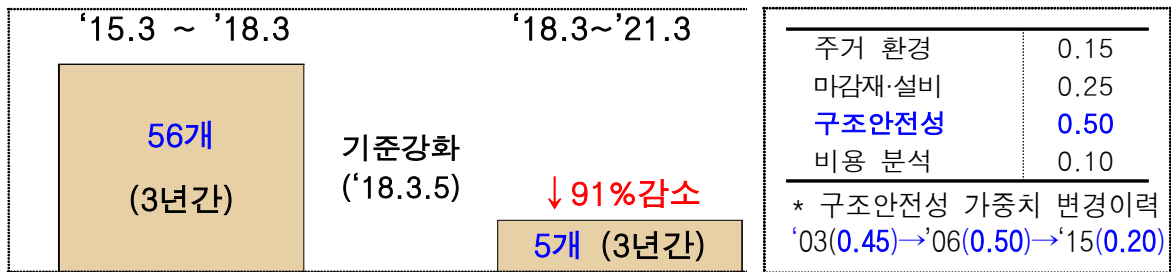 ‘15.3 ~ ’18.3
56개
(3년간)
기준강화
(‘18.3.5)
‘18.3~’21.3
↓91%감소
5개 (3년간)
주거 환경 0.15
마감재·설비 0.25
구조안전성 0.50
비용 분석 0.10
* 구조안전성 가중치 변경이력
‘03(0.45)→’06(0.50)→‘15(0.20)